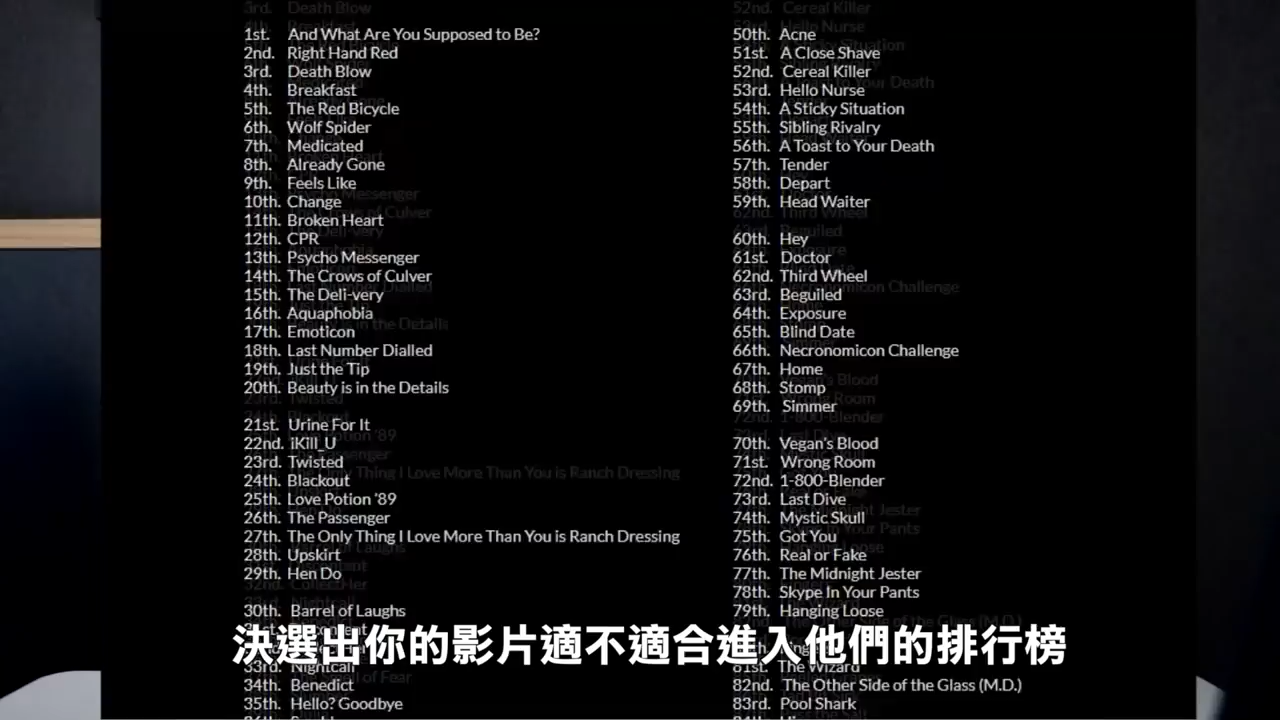 1st. And What Are You Supposed to Be?
2nd. Right Hand Red
3rd. Death Blow
4th. Breakfast
5th. The Red Bicycle
6th. Wolf Spider
7th. Medicated
8th. Already Gone
9th. Feels Like
10th. Change
11th. Broken Heart
12th. CPR
13th. Psycho Messenger
14th. The Crows of Culver
15th. The Deli-very
16th. Aquaphobia
17th. Emoticon
18th. Last Number Dialled
19th. Just the Tip
20th. Beauty is in the Details
21st. Urine For It
22nd. iKill_U
23rd. Twisted
24th. Blackout
25th. Love Potion '89
26th. The Passenger
27th. The Only Thing I Love More Than You is Ranch Dressing
28th. Upskirt
29th. Hen Do
30th. Barrel of Laughs
33rd. Nightcall
34th. Benedict
35th. Hello? Goodbye
50th. Acne
51st. A Close Shave
52nd. Cereal Killer
53rd. Hello Nurse
54th. A Sticky Situation
55th. Sibling Rivalry
56th. A Toast to Your Death
57th. Tender
58th. Depart
59th. Head Waiter
60th. Hey
61st. Doctor
62nd. Third Wheel
63rd. Beguiled
64th. Exposure
65th. Blind Date
66th. Necronomicon Challenge
67th. Home
68th. Stomp
69th. Simmer
70th. Vegan's Blood
71st. Wrong Room
72nd. 1-800-Blender
73rd. Last Dive
74th. Mystic Skull
75th. Got You
76th. Real or Fake
77th. The Midnight Jester
78th. Skype In Your Pants
79th. Hanging Loose
81st. The Wizard
82nd. The Other Side of the Glass (M.D.)
83rd. Pool Shark
決選出你的影片適不適合進入他們的排行榜